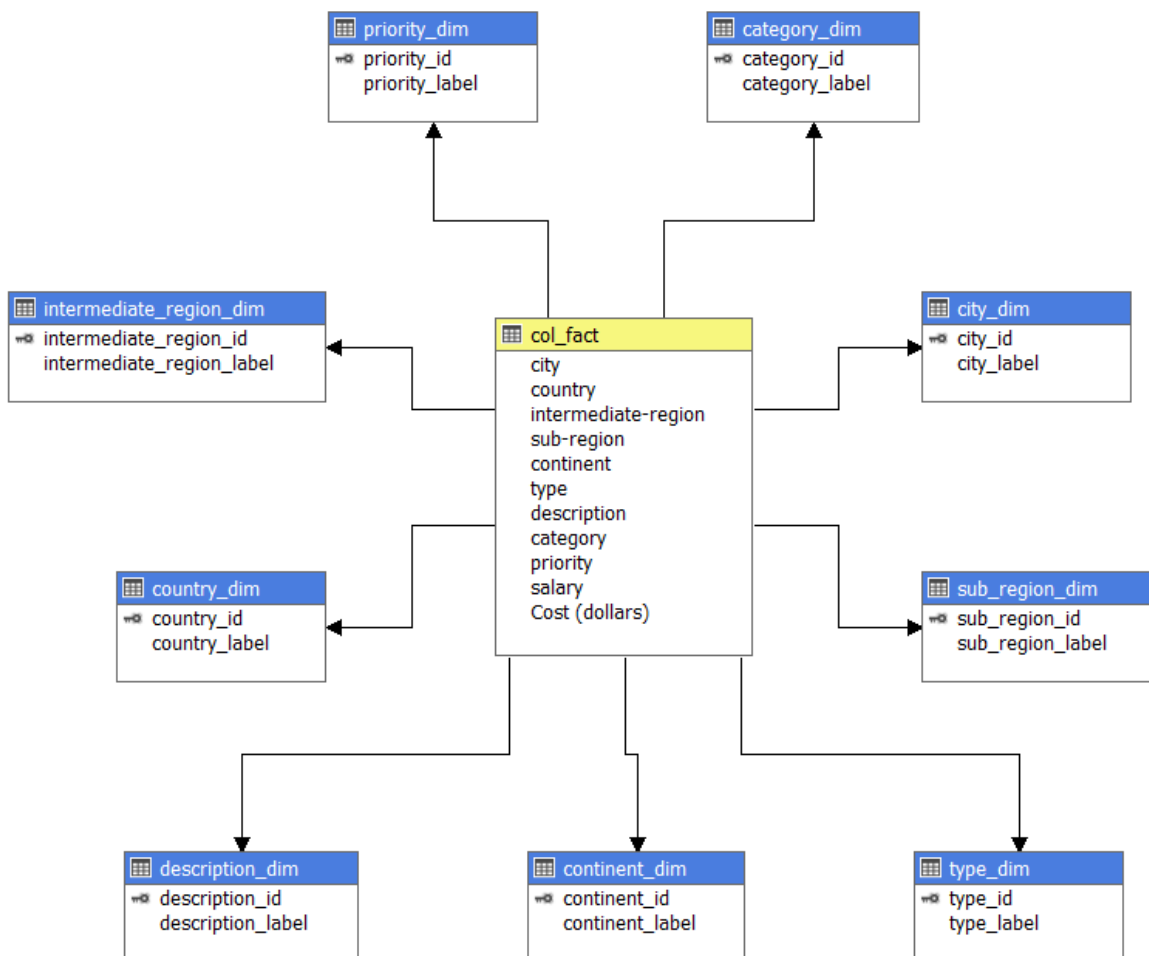 priority_dim
priority_id
priority_label
category_dim
category_id
category_label
intermediate_region_dim
intermediate_region_id
intermediate_region_label
col_fact
city
country
intermediate-region
sub-region
continent
type
description
category
priority
salary
Cost (dollars)
city_dim
city_id
city_label
country_dim
country_id
country_label
sub_region_dim
sub_region_id
sub_region_label
description_dim
description_id
description_label
continent_dim
continent_id
continent_label
type_dim
type_id
type_label